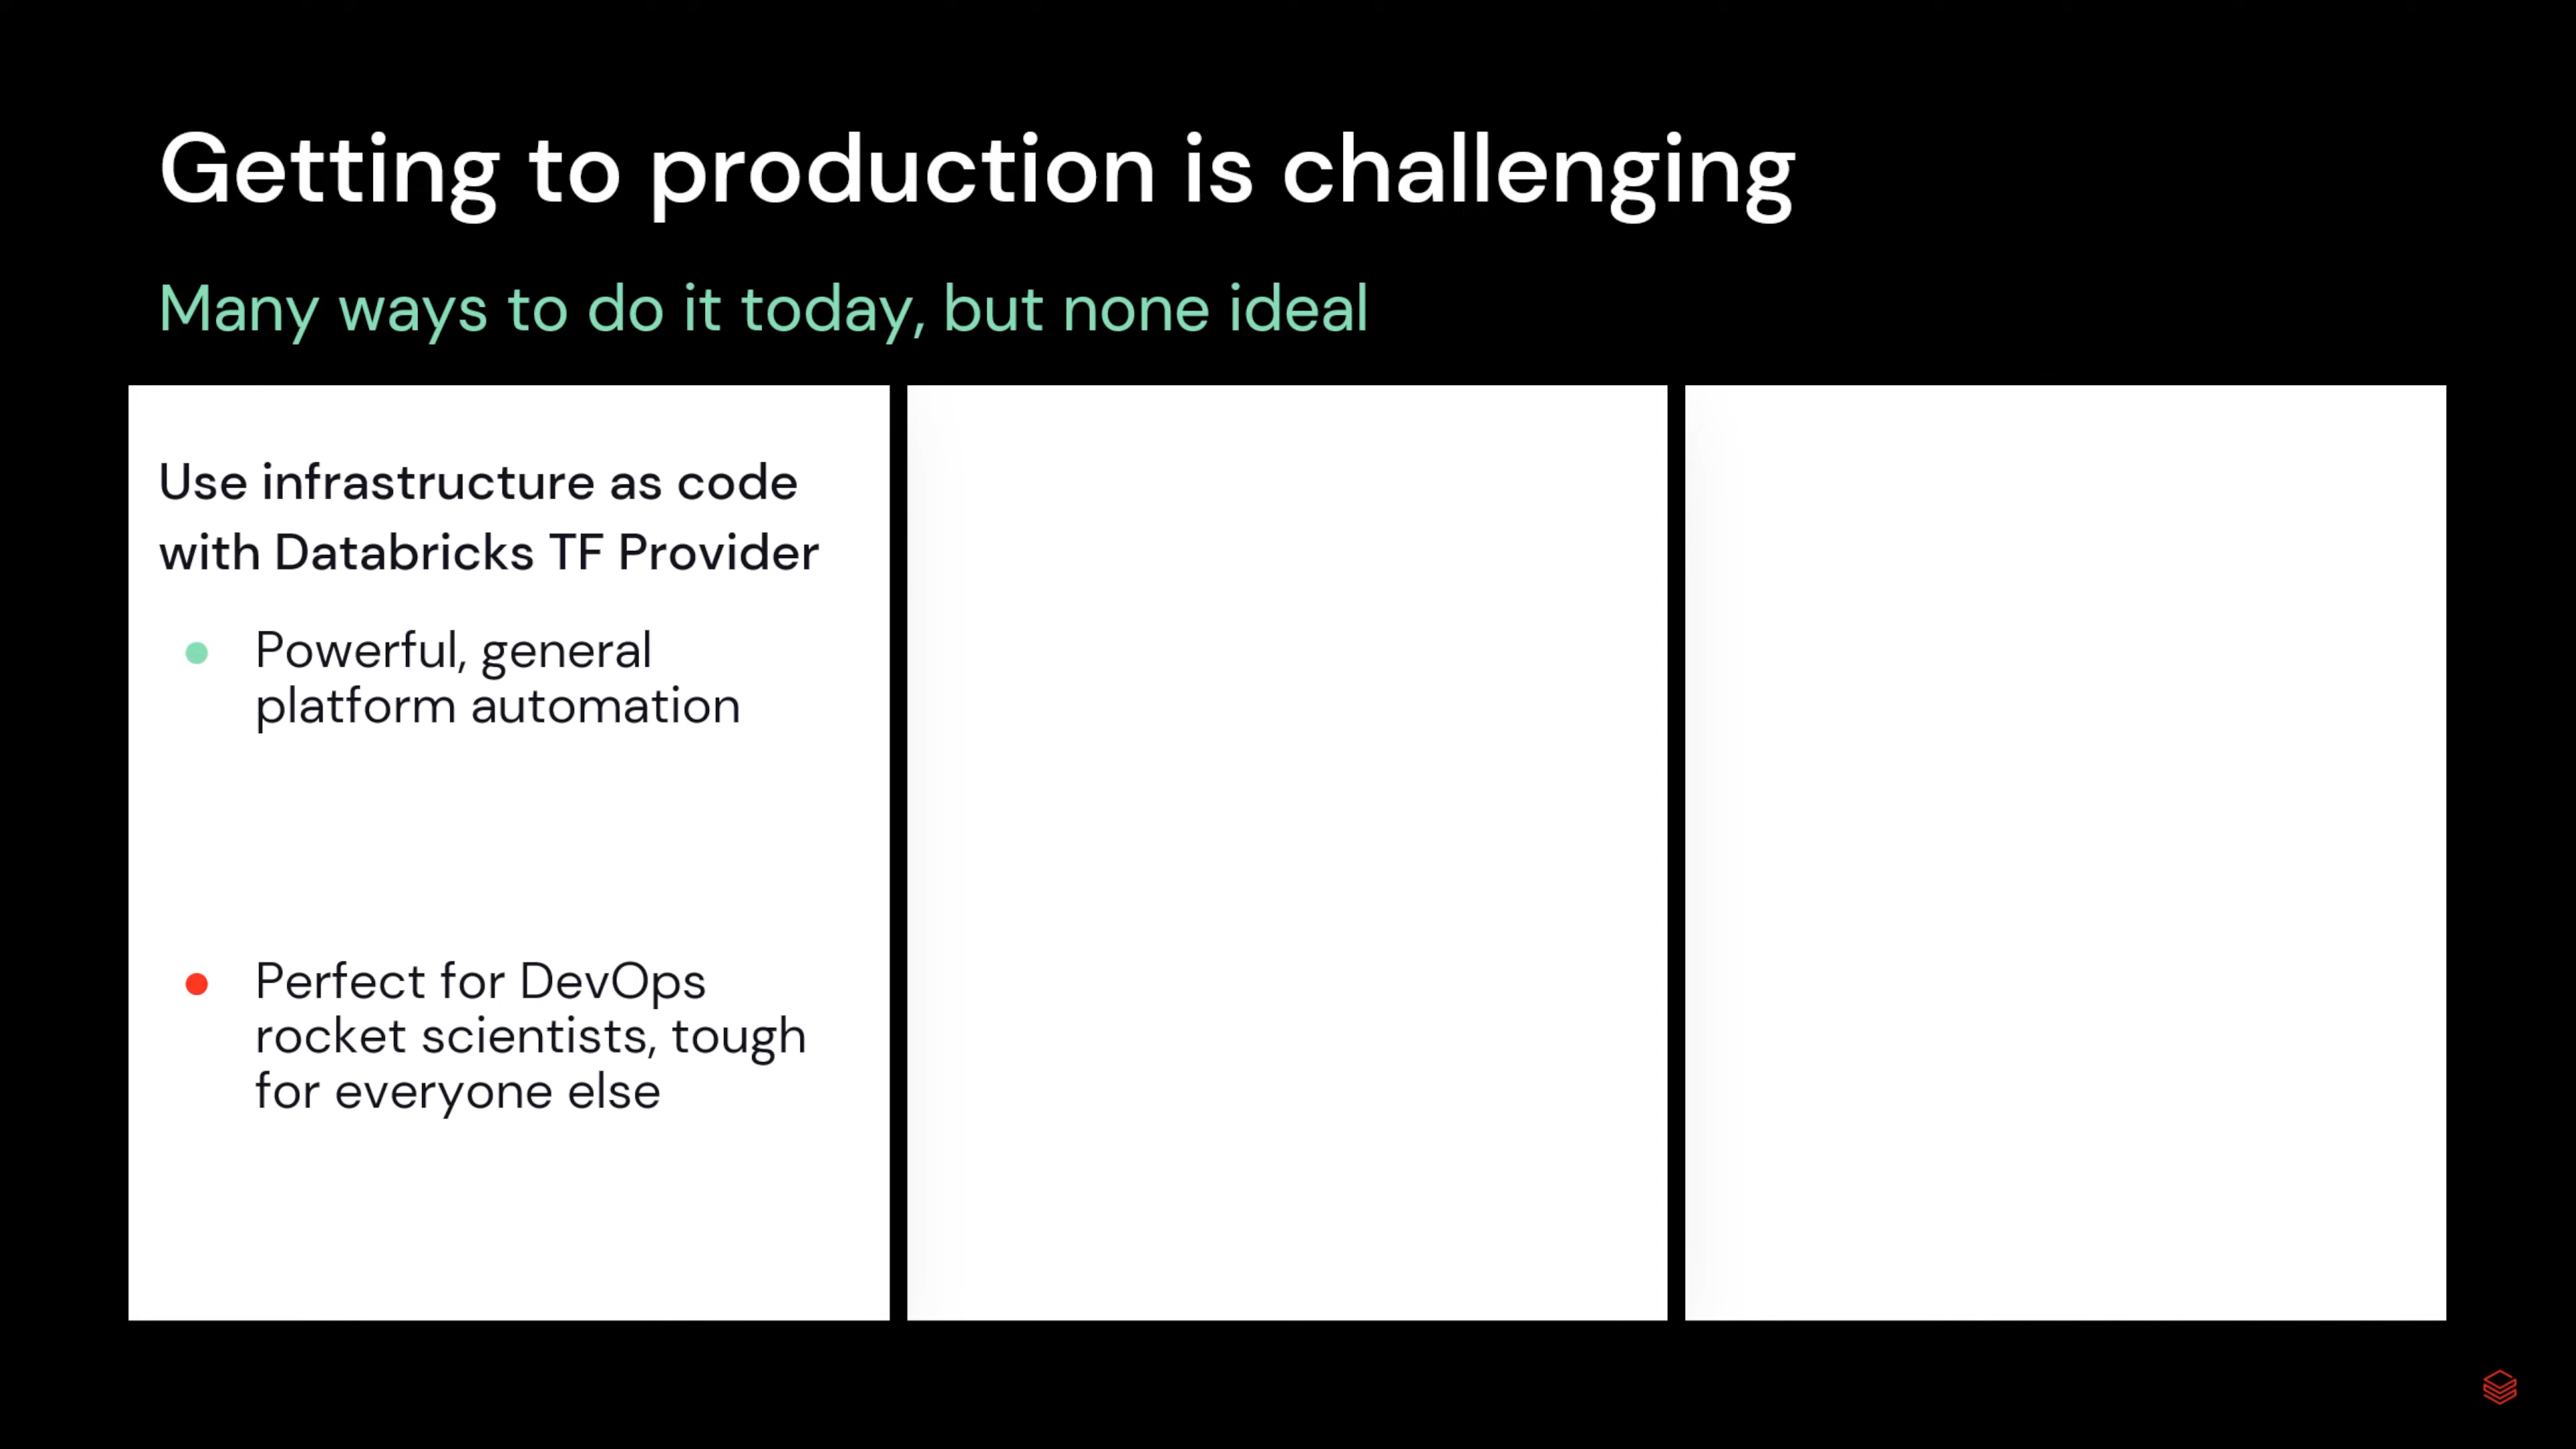 Getting to production is challenging
Many ways to do it today, but none ideal
Use infrastructure as code
with Databricks TF Provider
Powerful, general
platform automation
Perfect for DevOps
rocket scientists, tough
for everyone else